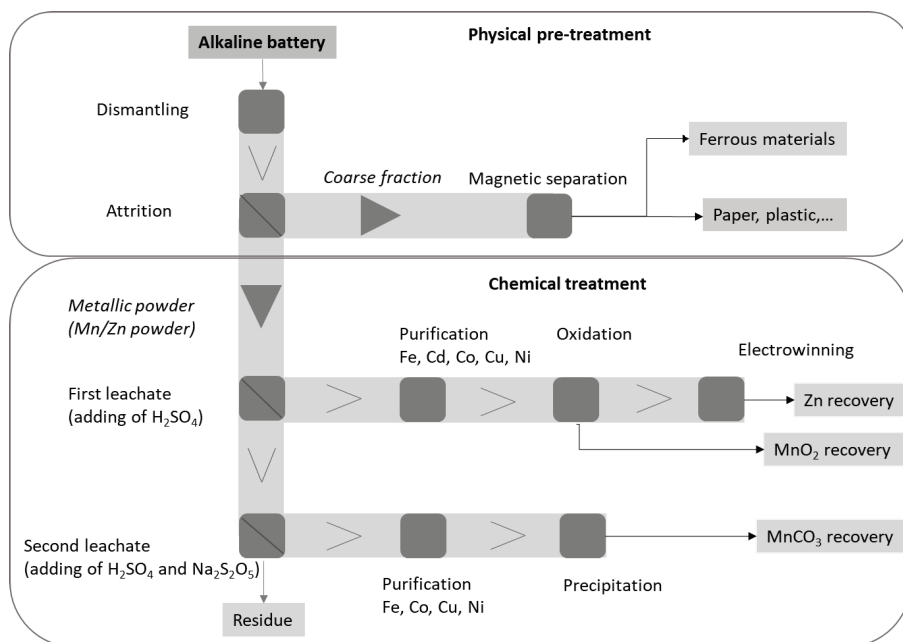 Physical pre-treatment
Alkaline battery
Dismantling
Ferrous materials
Coarse fraction
Magnetic separation
Attrition
Paper, plastic,...
Chemical treatment
Metallic powder
(Mn/Zn powder)
Purification
Fe, Cd, Co, Cu, Ni
Oxidation
Electrowinning
First leachate
(adding of H₂SO₄)
Zn recovery
MnO₂ recovery
Second leachate
(adding of H₂SO₄ and Na₂S₂O₅)
MnCO₃ recovery
Purification
Fe, Co, Cu, Ni
Precipitation
Residue